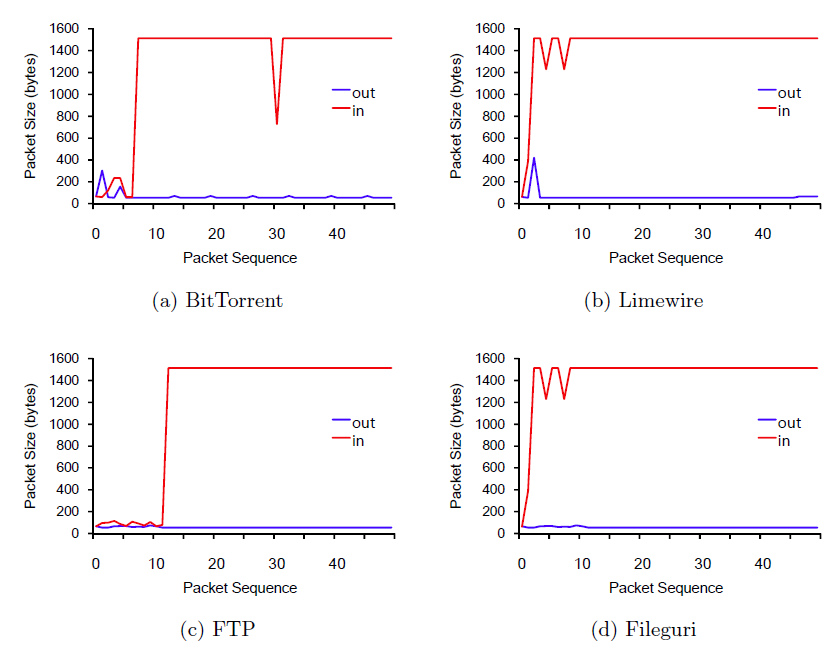 1600
1400
1200
1000
800
600
400
200
0
Packet Size (bytes)
out
in
0 10 20 30 40
Packet Sequence
(a) BitTorrent
1600
1400
1200
1000
800
600
400
200
0
Packet Size (bytes)
out
in
0 10 20 30 40
Packet Sequence
(b) Limewire
1600
1400
1200
1000
800
600
400
200
0
Packet Size (bytes)
out
in
0 10 20 30 40
Packet Sequence
(c) FTP
1600
1400
1200
1000
800
600
400
200
0
Packet Size (bytes)
out
in
0 10 20 30 40
Packet Sequence
(d) Fileguri